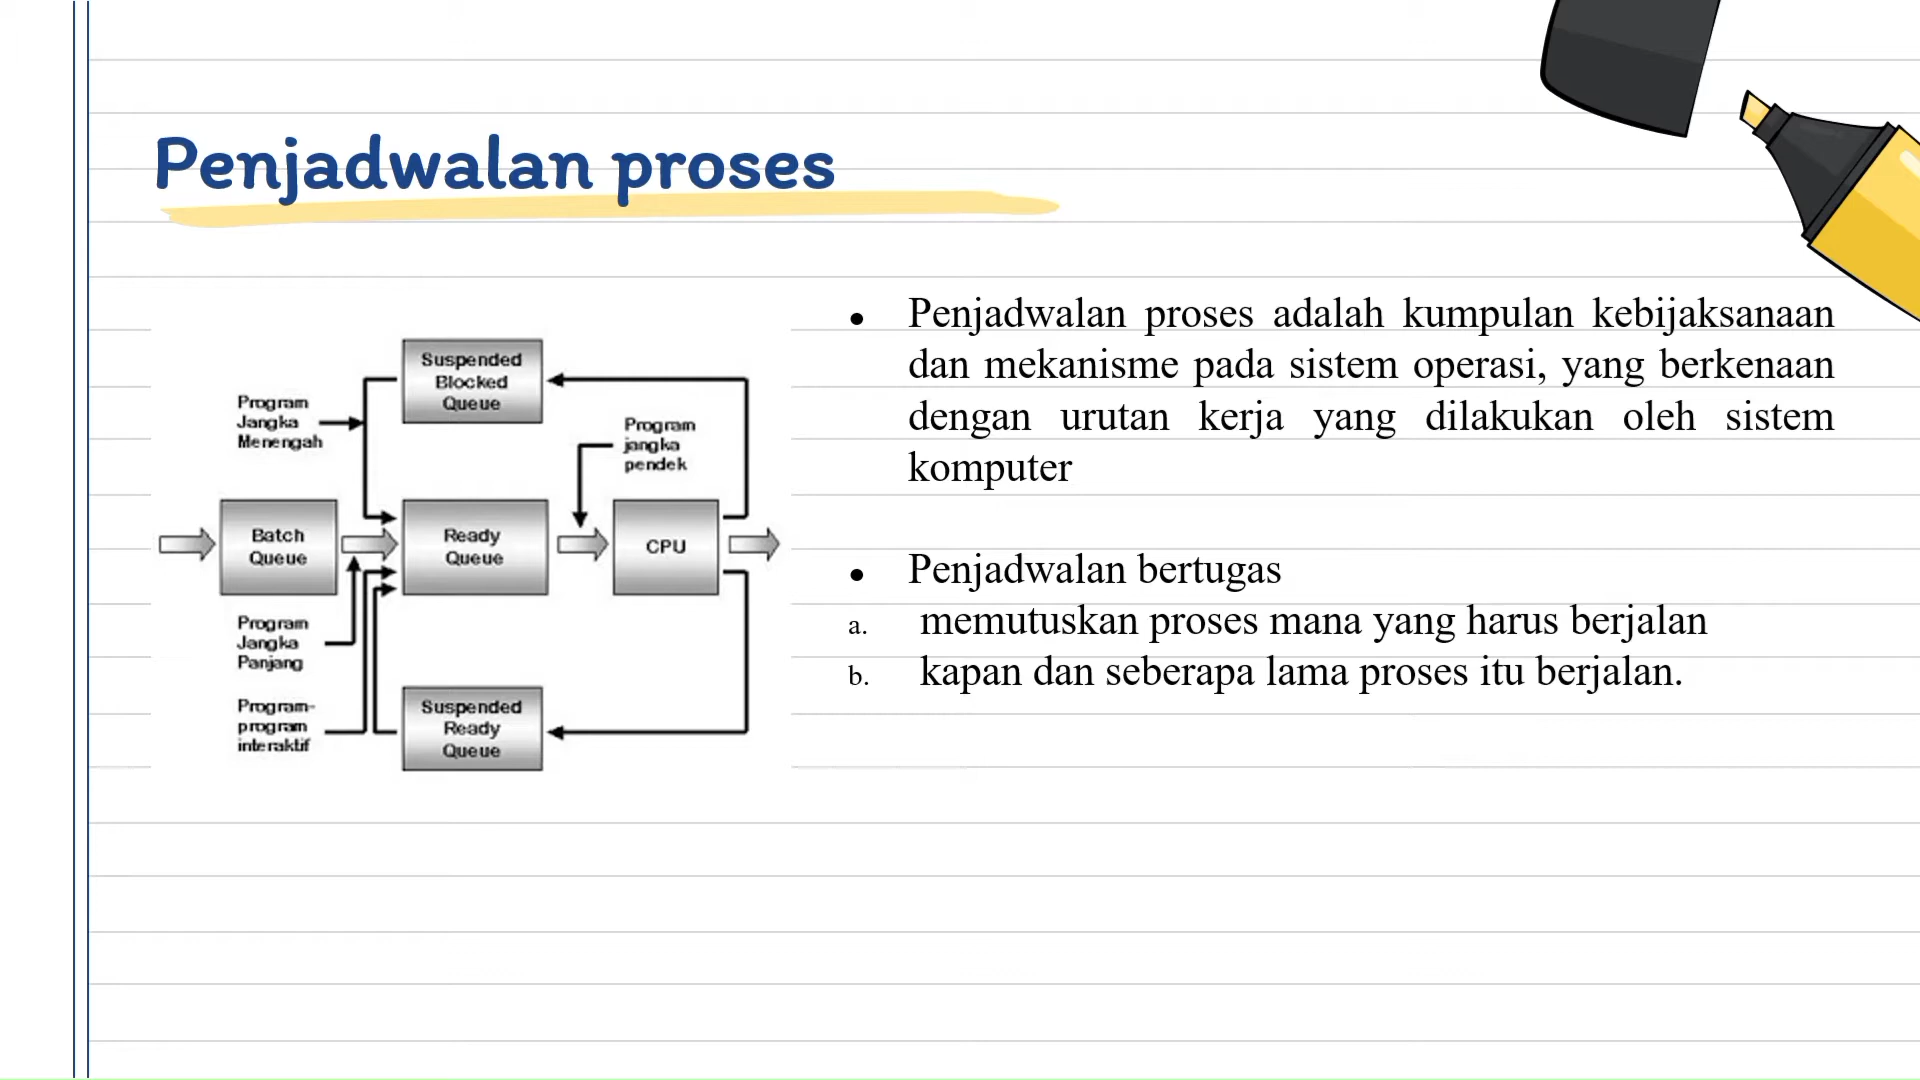 Penjadwalan proses
Suspended
Blocked
Queue
Program
Jangka
Menengah
Program
jangka
pendek
Batch
Queue
Ready
Queue
CPU
Program
Jangka
Panjang
Program-
program
interaktif
Suspended
Ready
Queue
● Penjadwalan proses adalah kumpulan kebijaksanaan
dan mekanisme pada sistem operasi, yang berkenaan
dengan urutan kerja yang dilakukan oleh sistem
komputer
● Penjadwalan bertugas
a. memutuskan proses mana yang harus berjalan
b. kapan dan seberapa lama proses itu berjalan.